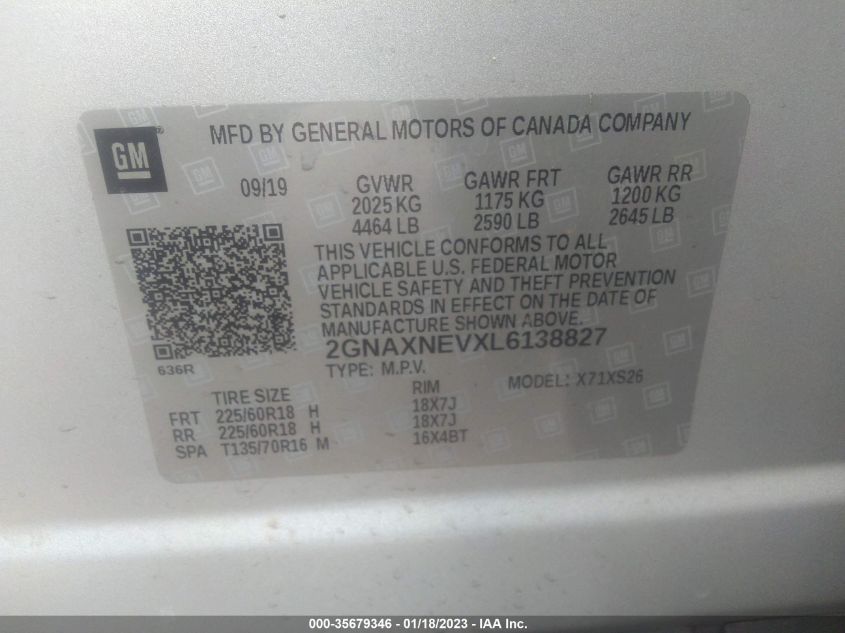 GM
®
MFD BY GENERAL MOTORS OF CANADA COMPANY
09/19 GVWR GAWR FRT GAWR RR
2025 KG 1175 KG 1200 KG
4464 LB 2590 LB 2645 LB
THIS VEHICLE CONFORMS TO ALL
APPLICABLE U.S. FEDERAL MOTOR
VEHICLE SAFETY AND THEFT PREVENTION
STANDARDS IN EFFECT ON THE DATE OF
MANUFACTURE SHOWN ABOVE.
636R
2GNAXNEVXL6138827
TYPE: M.P.V. MODEL: X71XS26
TIRE SIZE RIM
FRT 225/60R18 H 18X7J
RR 225/60R18 H 18X7J
SPA T135/70R16 M 16X4BT
000-35679346 - 01/18/2023 - IAA Inc.